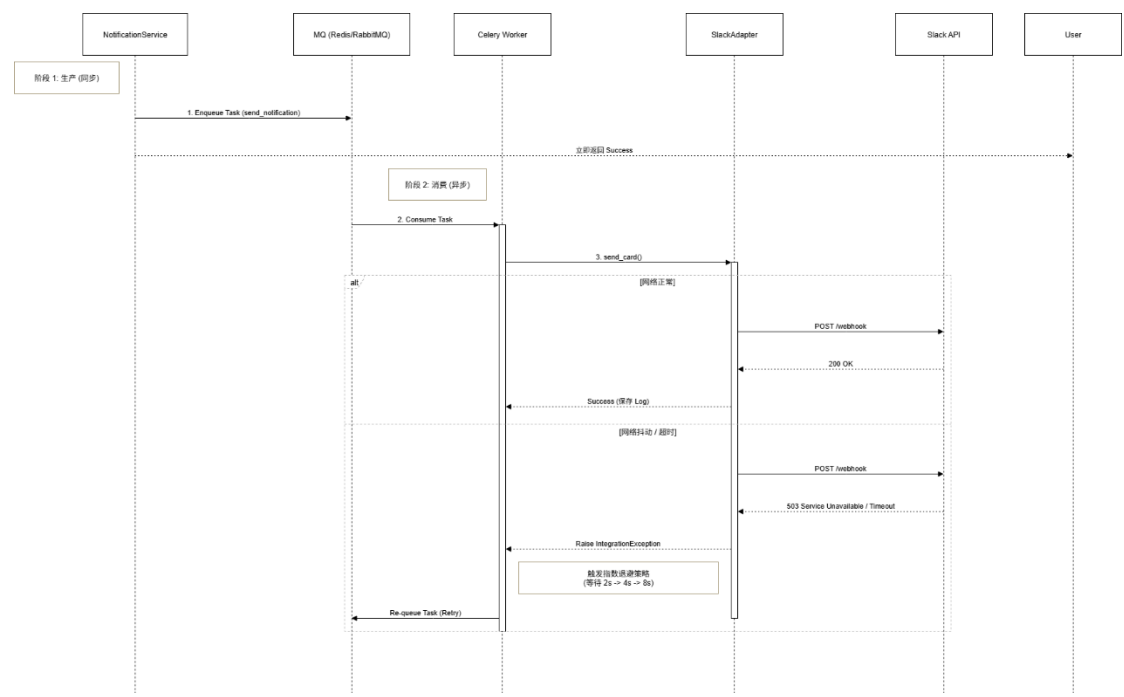 NotificationService
MQ (Redis/RabbitMQ)
Celery Worker
SlackAdapter
Slack API
User
阶段 1: 生产 (同步)
1. Enqueue Task (send_notification)
立即返回 Success
阶段 2: 消费 (异步)
2. Consume Task
3. send_card()
alt
[网络正常]
POST /webhook
200 OK
Success (保存 Log)
[网络抖动 / 超时]
POST /webhook
503 Service Unavailable / Timeout
Raise IntegrationException
触发指数退避策略
(等待 2s -> 4s -> 8s)
Re-queue Task (Retry)